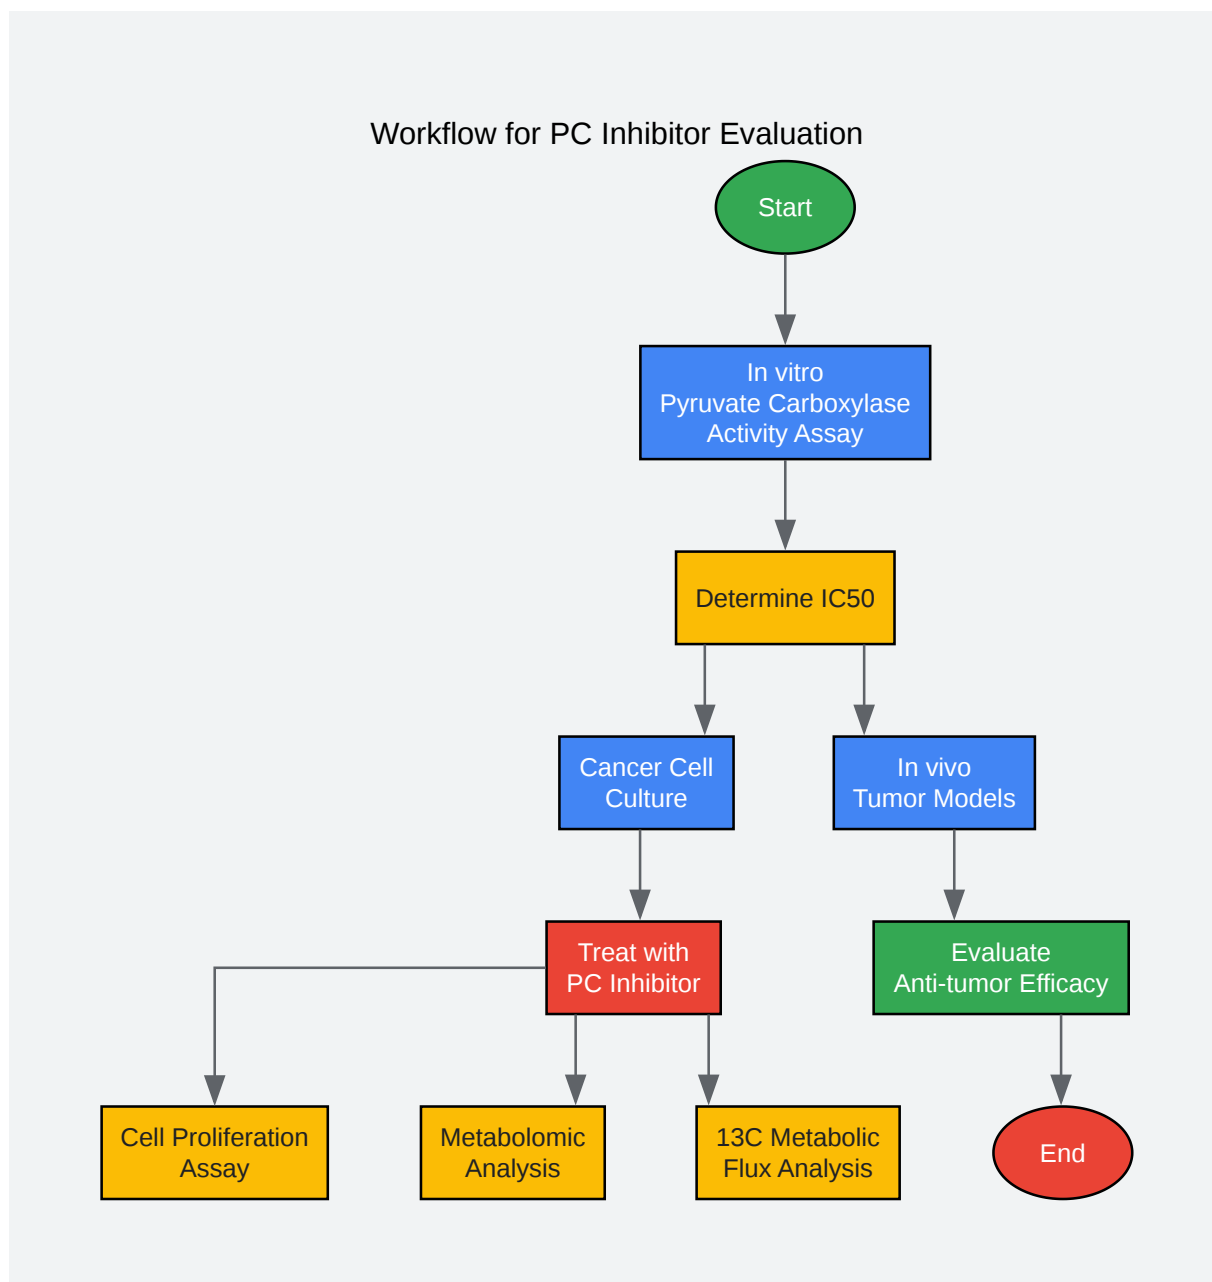 Workflow for PC Inhibitor Evaluation
Start
In vitro
Pyruvate Carboxylase
Activity Assay
Determine IC50
Cancer Cell
Culture
In vivo
Tumor Models
Treat with
PC Inhibitor
Evaluate
Anti-tumor Efficacy
Cell Proliferation
Assay
Metabolomic
Analysis
13C Metabolic
Flux Analysis
End